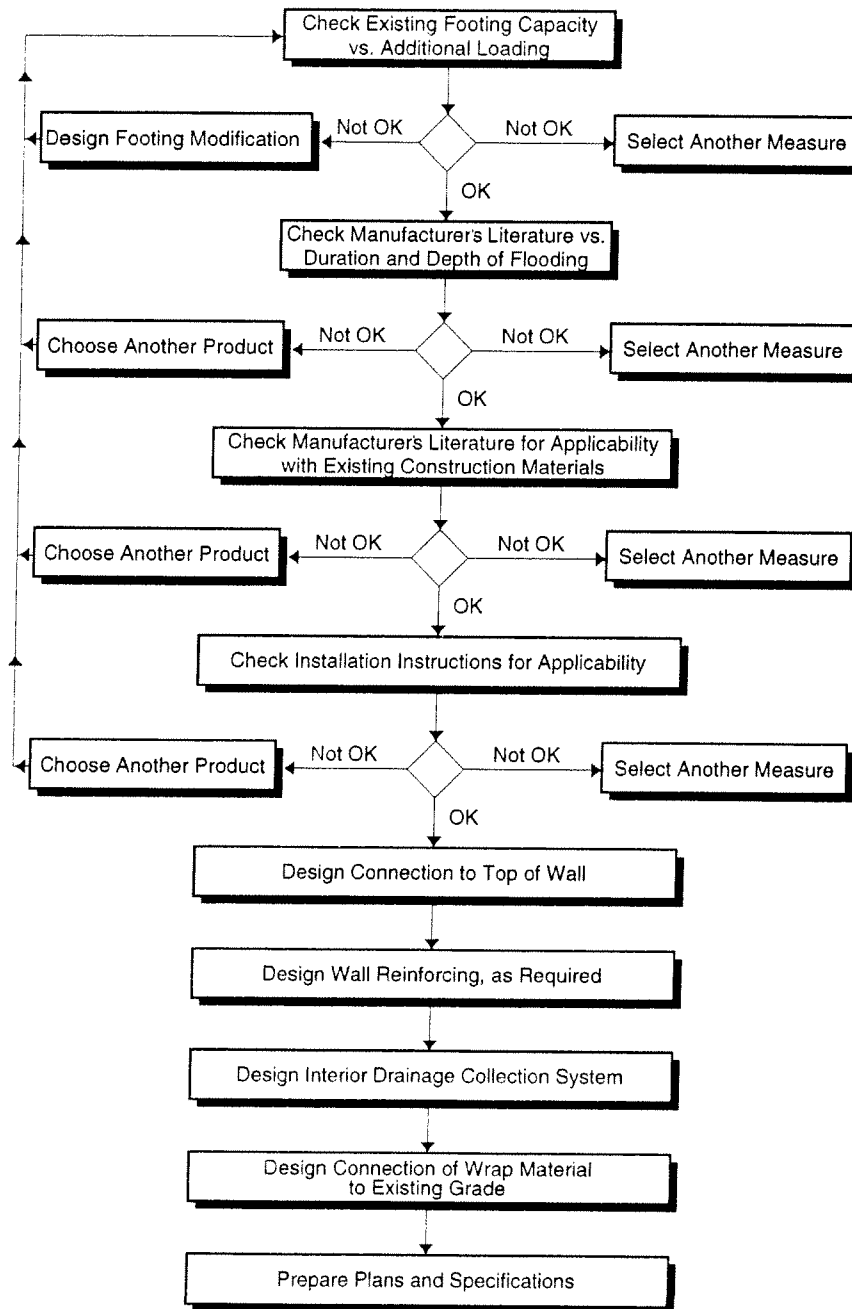 Check Existing Footing Capacity
vs. Additional Loading
Not OK
Not OK
Design Footing Modification
Select Another Measure
OK
Check Manufacturer's Literature vs.
Duration and Depth of Flooding
Not OK
Not OK
Choose Another Product
Select Another Measure
OK
Check Manufacturer's Literature for Applicability
with Existing Construction Materials
Not OK
Not OK
Choose Another Product
Select Another Measure
OK
Check Installation Instructions for Applicability
Not OK
Not OK
Choose Another Product
Select Another Measure
OK
Design Connection to Top of Wall
Design Wall Reinforcing, as Required
Design Interior Drainage Collection System
Design Connection of Wrap Material
to Existing Grade
Prepare Plans and Specifications